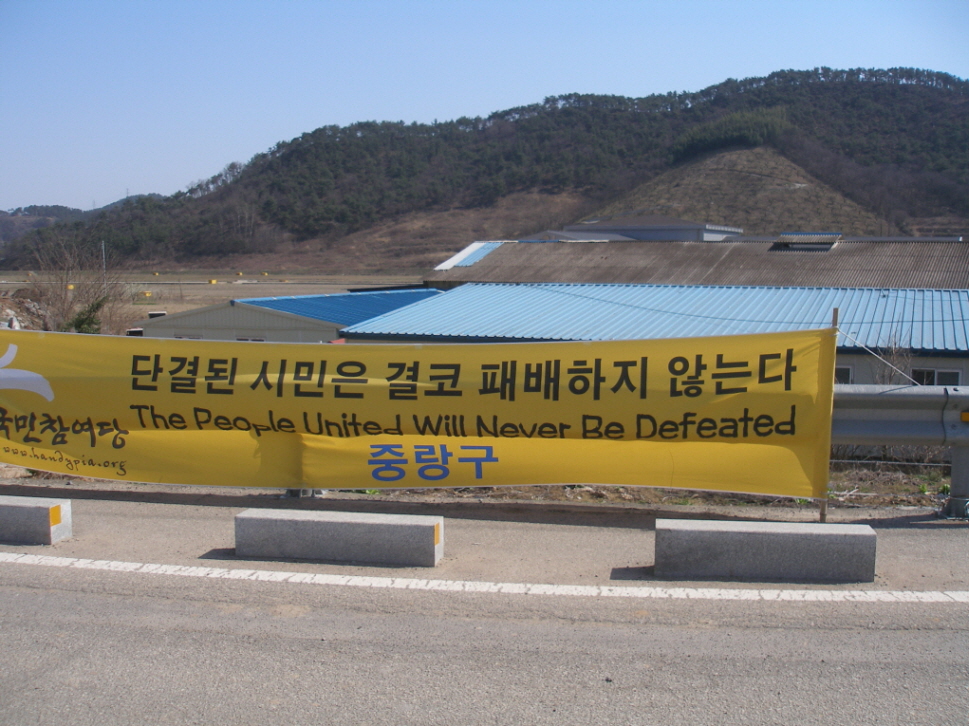 단결된 시민은 결코 패배하지 않는다
The People United Will Never Be Defeated
국민참여당
www.handypia.org
중랑구